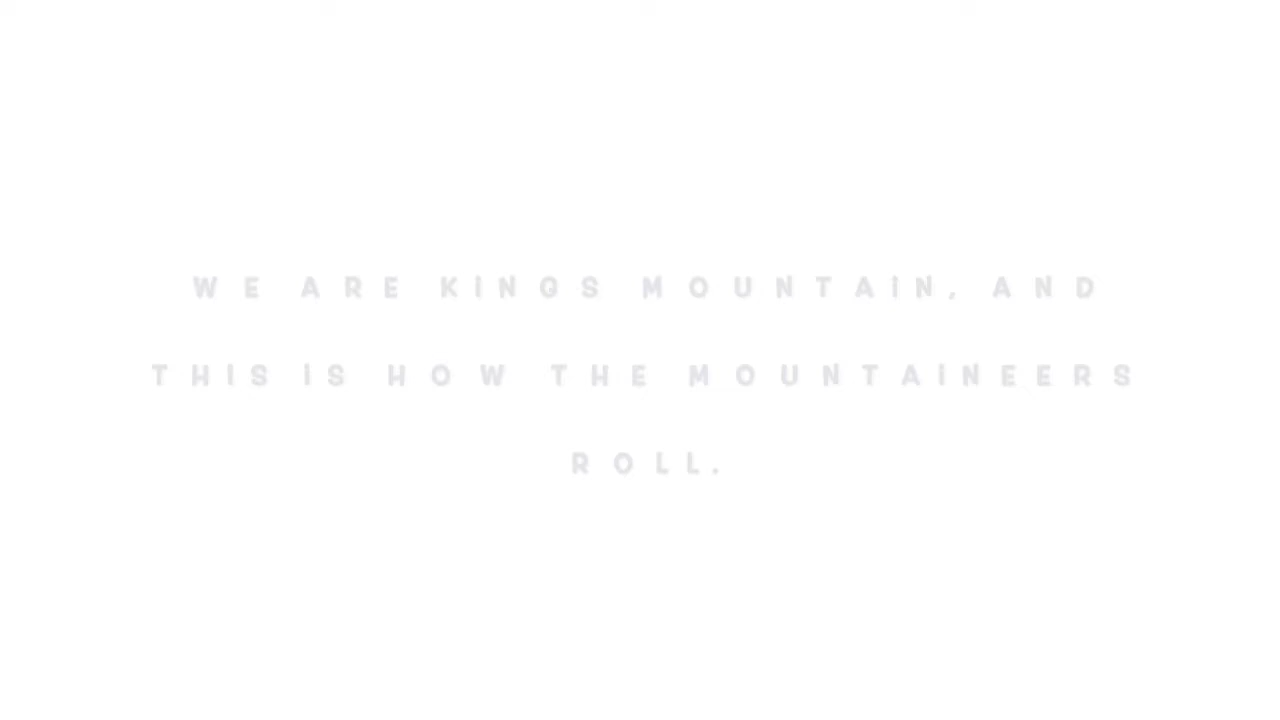 WE ARE KINGS MOUNTAIN, AND
THIS IS HOW THE MOUNTAINEERS
ROLL.